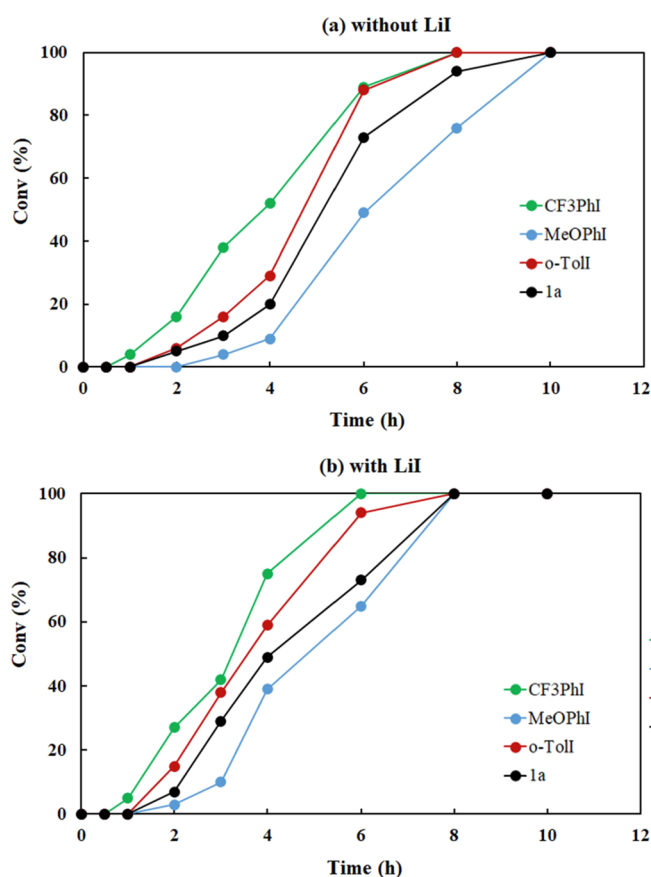 (a) without LiI
100
80
60
40
20
0
Conv (%)
CF3PhI
MeOPhI
o-TolI
1a
0 2 4 6 8 10 12
Time (h)
(b) with LiI
100
80
60
40
20
0
Conv (%)
CF3PhI
MeOPhI
o-TolI
1a
0 2 4 6 8 10 12
Time (h)